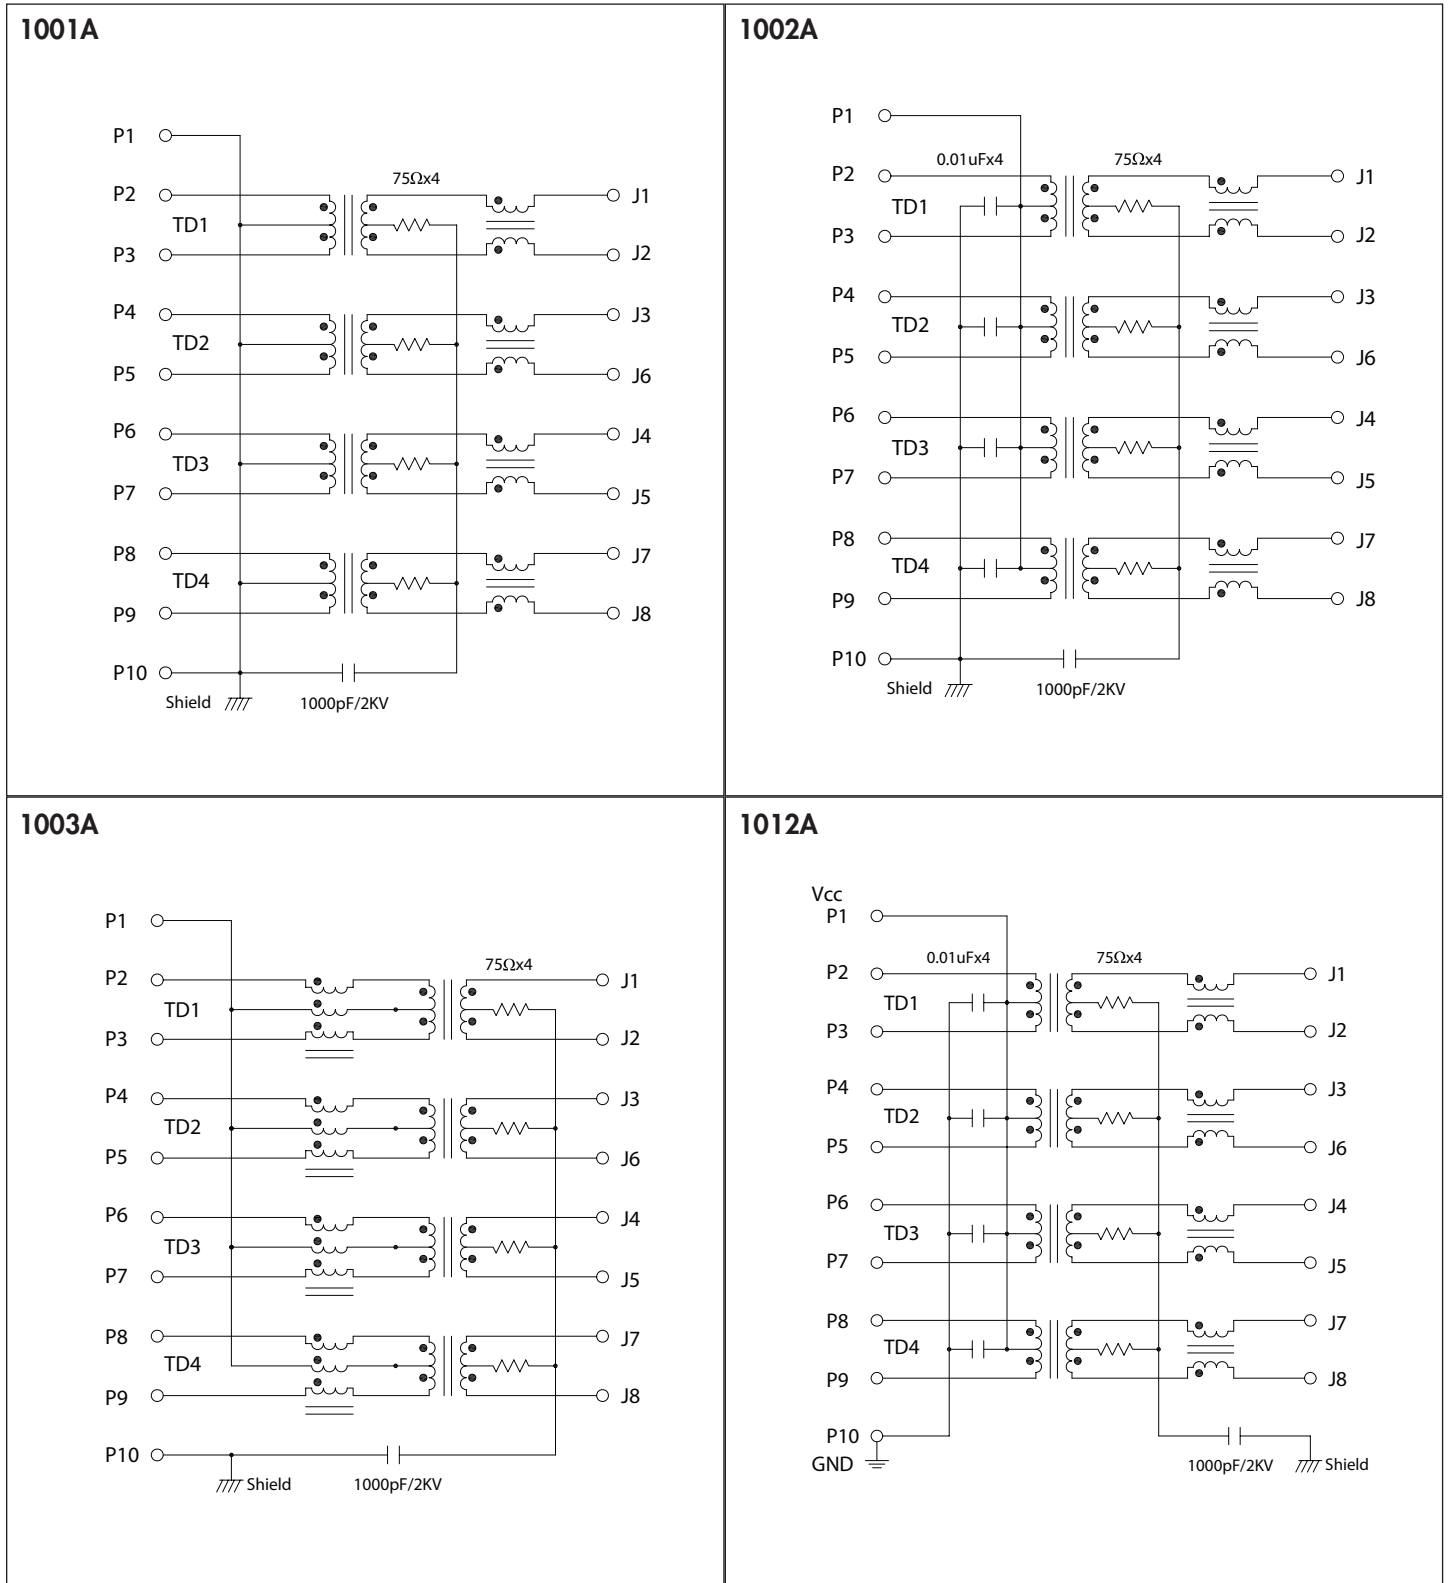 1001A
P1
75Ωx4
P2
J1
TD1
P3
J2
P4
J3
TD2
P5
J6
P6
J4
TD3
P7
J5
P8
J7
TD4
P9
J8
P10
Shield
1000pF/2KV
1002A
P1
0.01uFx4
75Ωx4
P2
J1
TD1
P3
J2
P4
J3
TD2
P5
J6
P6
J4
TD3
P7
J5
P8
J7
TD4
P9
J8
P10
Shield
1000pF/2KV
1003A
P1
75Ωx4
P2
J1
TD1
P3
J2
P4
J3
TD2
P5
J6
P6
J4
TD3
P7
J5
P8
J7
TD4
P9
J8
P10
Shield
1000pF/2KV
1012A
Vcc
P1
0.01uFx4
75Ωx4
P2
J1
TD1
P3
J2
P4
J3
TD2
P5
J6
P6
J4
TD3
P7
J5
P8
J7
TD4
P9
J8
P10
GND
1000pF/2KV
Shield